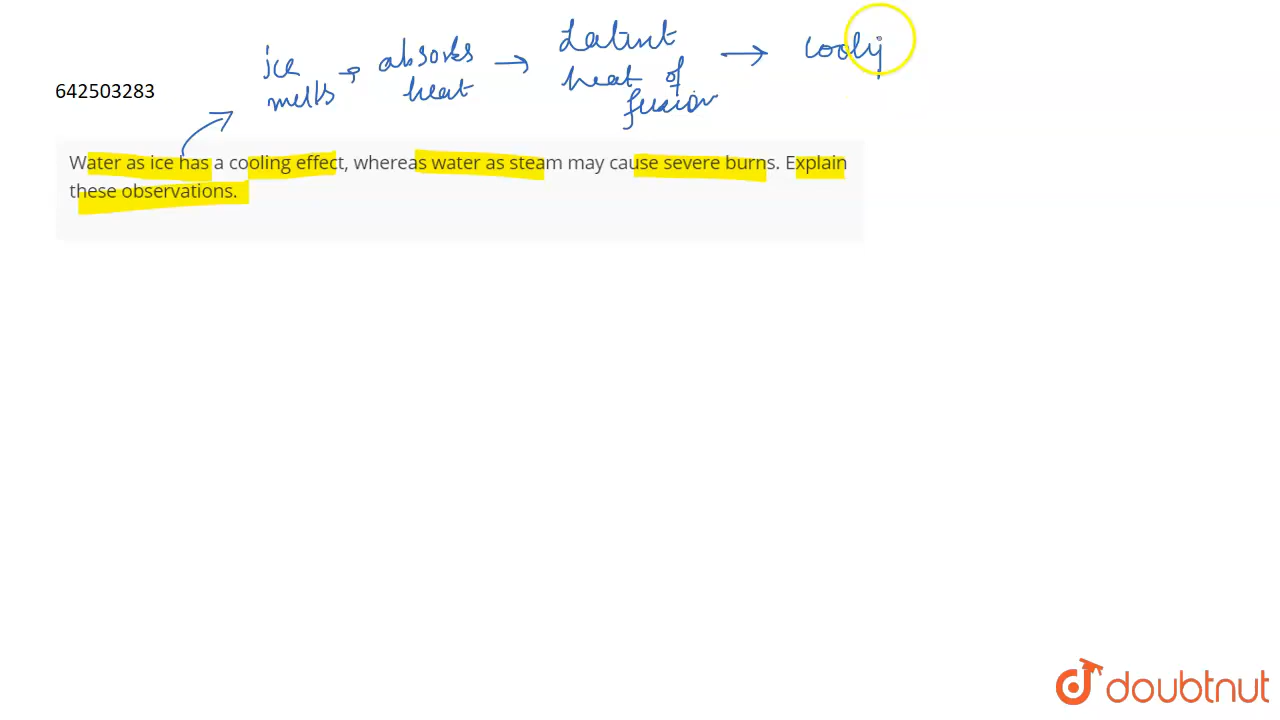 ice melts → absorbs heat → Latent heat of fusion → cooling
642503283
Water as ice has a cooling effect, whereas water as steam may cause severe burns. Explain
these observations.
doubtnut